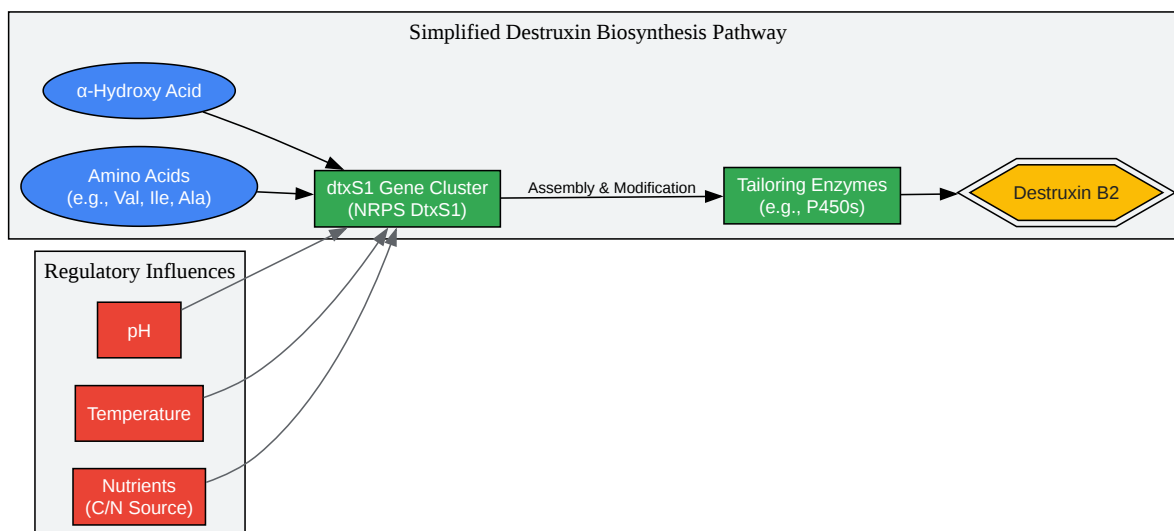 Simplified Destruxin Biosynthesis Pathway
α-Hydroxy Acid
Amino Acids
(e.g., Val, Ile, Ala)
dtxS1 Gene Cluster
(NRPS DtxS1)
Assembly & Modification
Tailoring Enzymes
(e.g., P450s)
Destruxin B2
Regulatory Influences
pH
Temperature
Nutrients
(C/N Source)